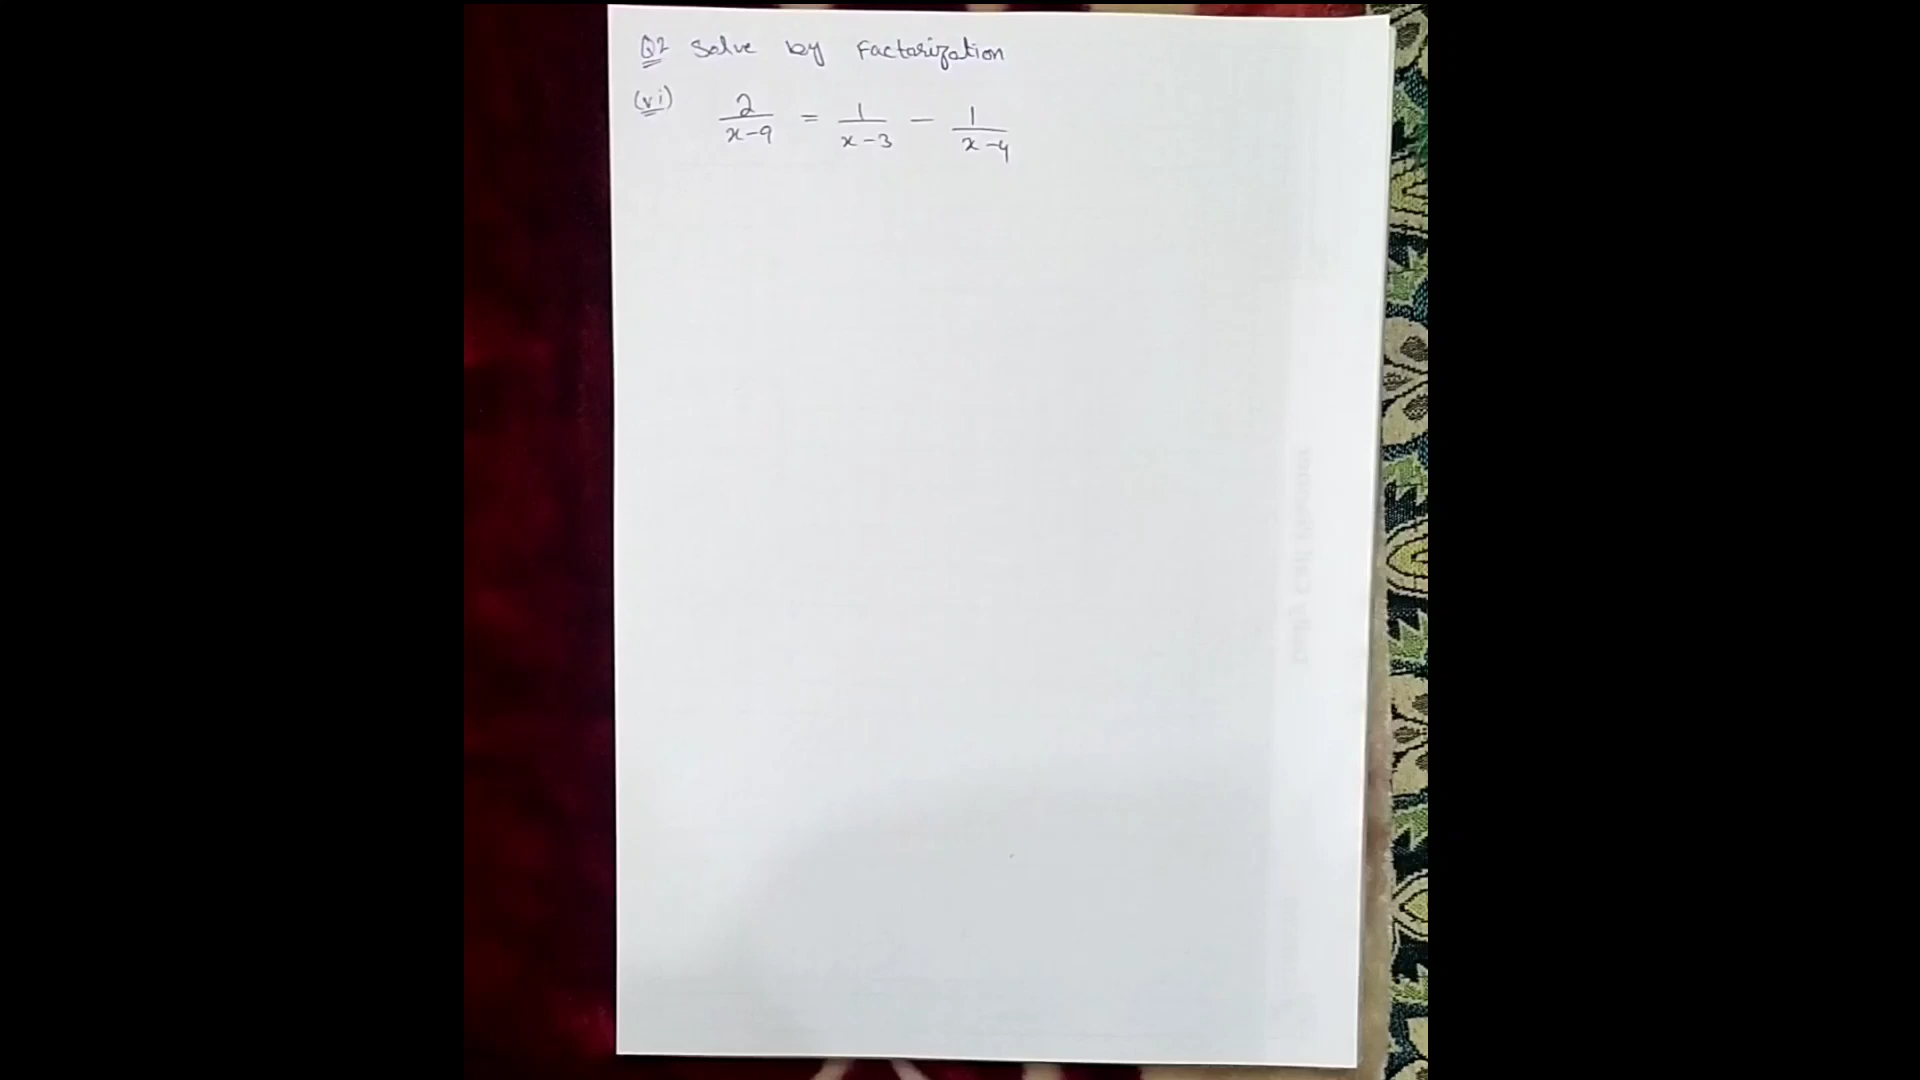 Q2 Solve by Factorization
(vi) 2/(x-9) = 1/(x-3) - 1/(x-4)